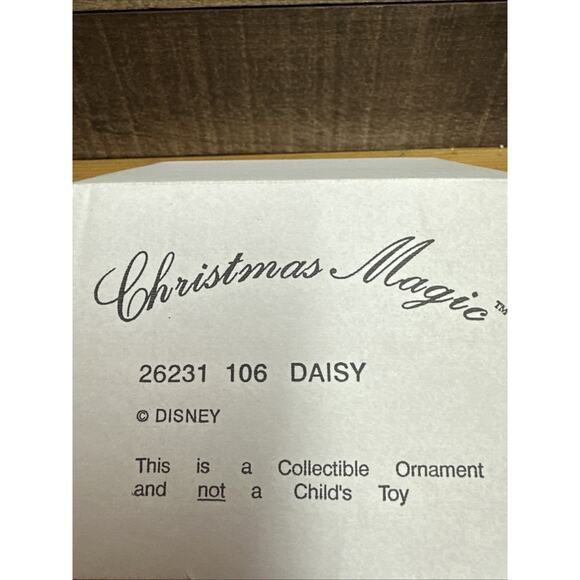 Christmas Magic™
26231 106 DAISY
© DISNEY
This is a Collectible Ornament
and not a Child's Toy